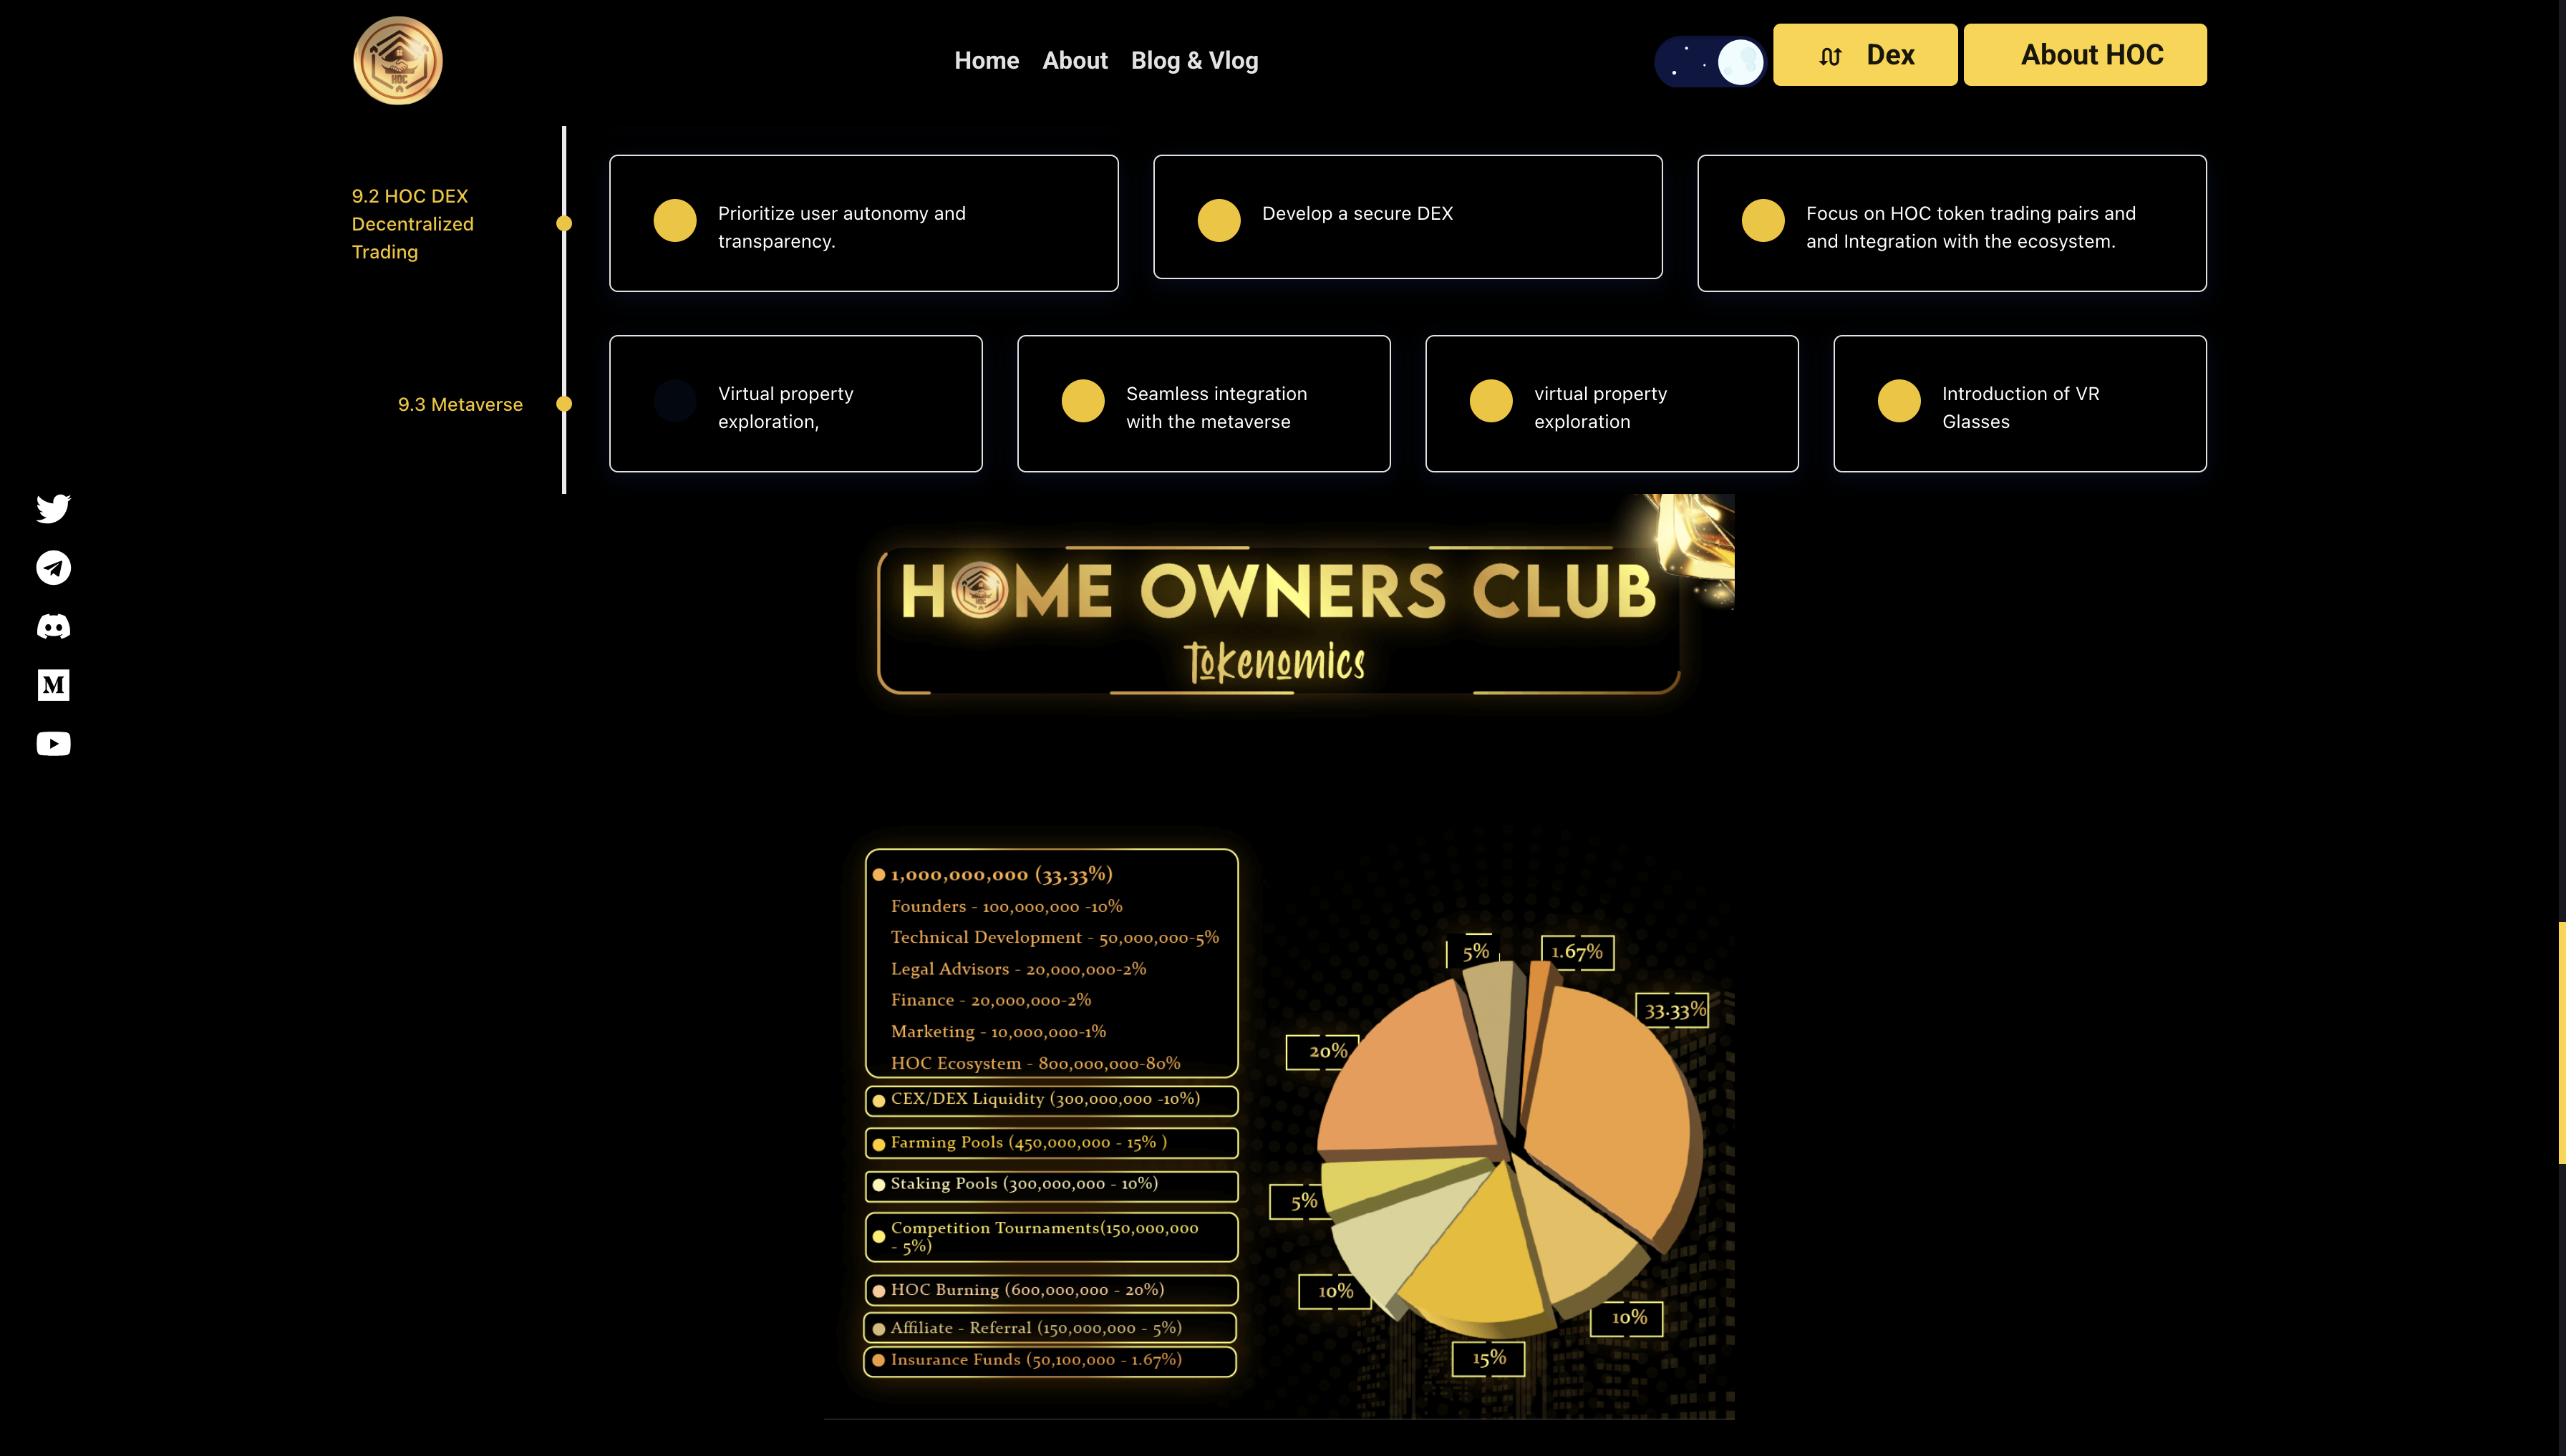 HOC
Home About Blog & Vlog
Dex
About HOC
9.2 HOC DEX
Decentralized
Trading
Prioritize user autonomy and
transparency.
Develop a secure DEX
Focus on HOC token trading pairs and
and Integration with the ecosystem.
9.3 Metaverse
Virtual property
exploration,
Seamless integration
with the metaverse
virtual property
exploration
Introduction of VR
Glasses
M
HOME OWNERS CLUB
Tokenomics
1,000,000,000 (33.33%)
Founders - 100,000,000 -10%
Technical Development - 50,000,000-5%
Legal Advisors - 20,000,000-2%
Finance - 20,000,000-2%
Marketing - 10,000,000-1%
HOC Ecosystem - 800,000,000-80%
CEX/DEX Liquidity (300,000,000 -10%)
Farming Pools (450,000,000 - 15% )
Staking Pools (300,000,000 - 10%)
Competition Tournaments(150,000,000
- 5%)
HOC Burning (600,000,000 - 20%)
Affiliate - Referral (150,000,000 - 5%)
Insurance Funds (50,100,000 - 1.67%)
5%
1.67%
33.33%
20%
5%
10%
10%
15%